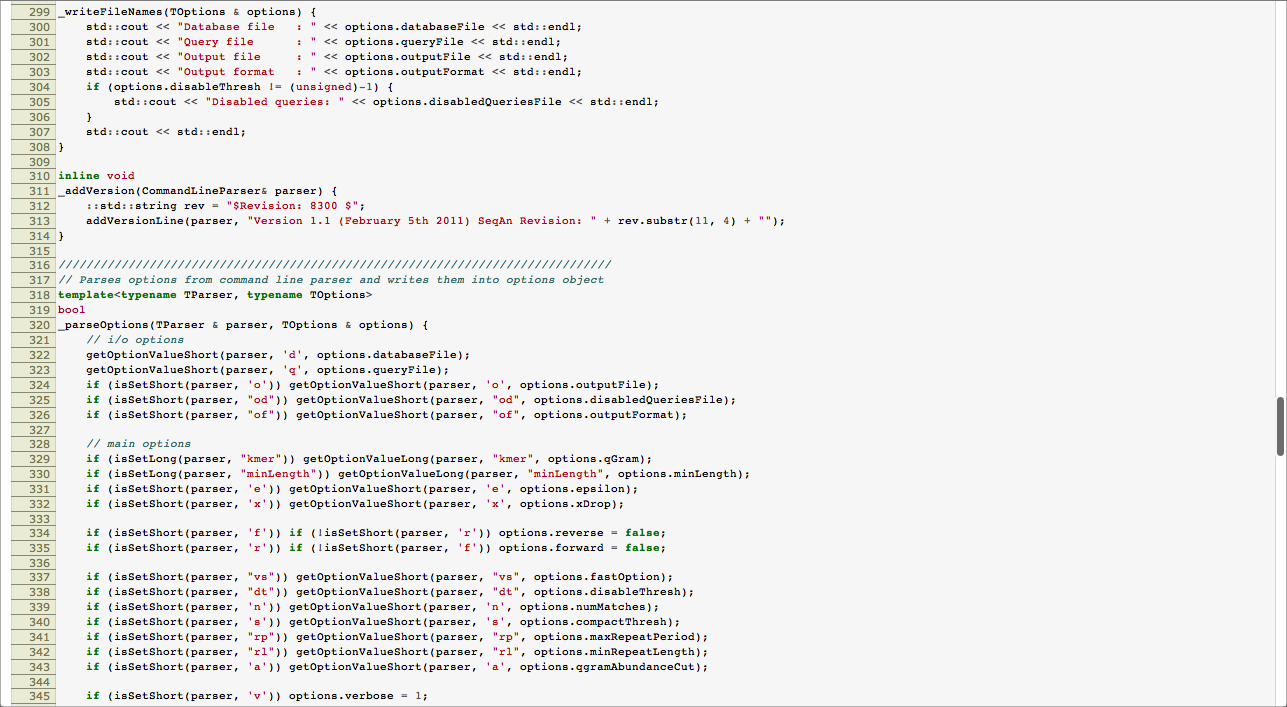 299 _writeFileNames(TOptions & options) {
300     std::cout << "Database file   : " << options.databaseFile << std::endl;
301     std::cout << "Query file      : " << options.queryFile << std::endl;
302     std::cout << "Output file     : " << options.outputFile << std::endl;
303     std::cout << "Output format   : " << options.outputFormat << std::endl;
304     if (options.disableThresh != (unsigned)-1) {
305         std::cout << "Disabled queries: " << options.disabledQueriesFile << std::endl;
306     }
307     std::cout << std::endl;
308 }
309
310 inline void
311 _addVersion(CommandLineParser& parser) {
312     ::std::string rev = "$Revision: 8300 $";
313     addVersionLine(parser, "Version 1.1 (February 5th 2011) SeqAn Revision: " + rev.substr(11, 4) + "");
314 }
315
316 ///////////////////////////////////////////////////////////////////////////////
317 // Parses options from command line parser and writes them into options object
318 template<typename TParser, typename TOptions>
319 bool
320 _parseOptions(TParser & parser, TOptions & options) {
321     // i/o options
322     getOptionValueShort(parser, 'd', options.databaseFile);
323     getOptionValueShort(parser, 'q', options.queryFile);
324     if (isSetShort(parser, 'o')) getOptionValueShort(parser, 'o', options.outputFile);
325     if (isSetShort(parser, "od")) getOptionValueShort(parser, "od", options.disabledQueriesFile);
326     if (isSetShort(parser, "of")) getOptionValueShort(parser, "of", options.outputFormat);
327
328     // main options
329     if (isSetLong(parser, "kmer")) getOptionValueLong(parser, "kmer", options.qGram);
330     if (isSetLong(parser, "minLength")) getOptionValueLong(parser, "minLength", options.minLength);
331     if (isSetShort(parser, 'e')) getOptionValueShort(parser, 'e', options.epsilon);
332     if (isSetShort(parser, 'x')) getOptionValueShort(parser, 'x', options.xDrop);
333
334     if (isSetShort(parser, 'f')) if (!isSetShort(parser, 'r')) options.reverse = false;
335     if (isSetShort(parser, 'r')) if (!isSetShort(parser, 'f')) options.forward = false;
336
337     if (isSetShort(parser, "vs")) getOptionValueShort(parser, "vs", options.fastOption);
338     if (isSetShort(parser, "dt")) getOptionValueShort(parser, "dt", options.disableThresh);
339     if (isSetShort(parser, 'n')) getOptionValueShort(parser, 'n', options.numMatches);
340     if (isSetShort(parser, 's')) getOptionValueShort(parser, 's', options.compactThresh);
341     if (isSetShort(parser, "rp")) getOptionValueShort(parser, "rp", options.maxRepeatPeriod);
342     if (isSetShort(parser, "rl")) getOptionValueShort(parser, "rl", options.minRepeatLength);
343     if (isSetShort(parser, 'a')) getOptionValueShort(parser, 'a', options.qgramAbundanceCut);
344
345     if (isSetShort(parser, 'v')) options.verbose = 1;